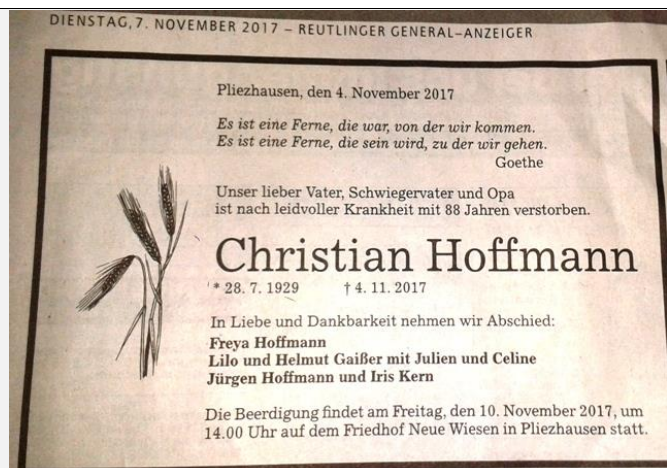 DIENSTAG, 7. NOVEMBER 2017 – REUTLINGER GENERAL-ANZEIGER
Pliezhausen, den 4. November 2017
Es ist eine Ferne, die war, von der wir kommen.
Es ist eine Ferne, die sein wird, zu der wir gehen.
Goethe
Unser lieber Vater, Schwiegervater und Opa
ist nach leidvoller Krankheit mit 88 Jahren verstorben.
Christian Hoffmann
* 28. 7. 1929 † 4. 11. 2017
In Liebe und Dankbarkeit nehmen wir Abschied:
Freya Hoffmann
Lilo und Helmut Gaißer mit Julien und Celine
Jürgen Hoffmann und Iris Kern
Die Beerdigung findet am Freitag, den 10. November 2017, um
14.00 Uhr auf dem Friedhof Neue Wiesen in Pliezhausen statt.